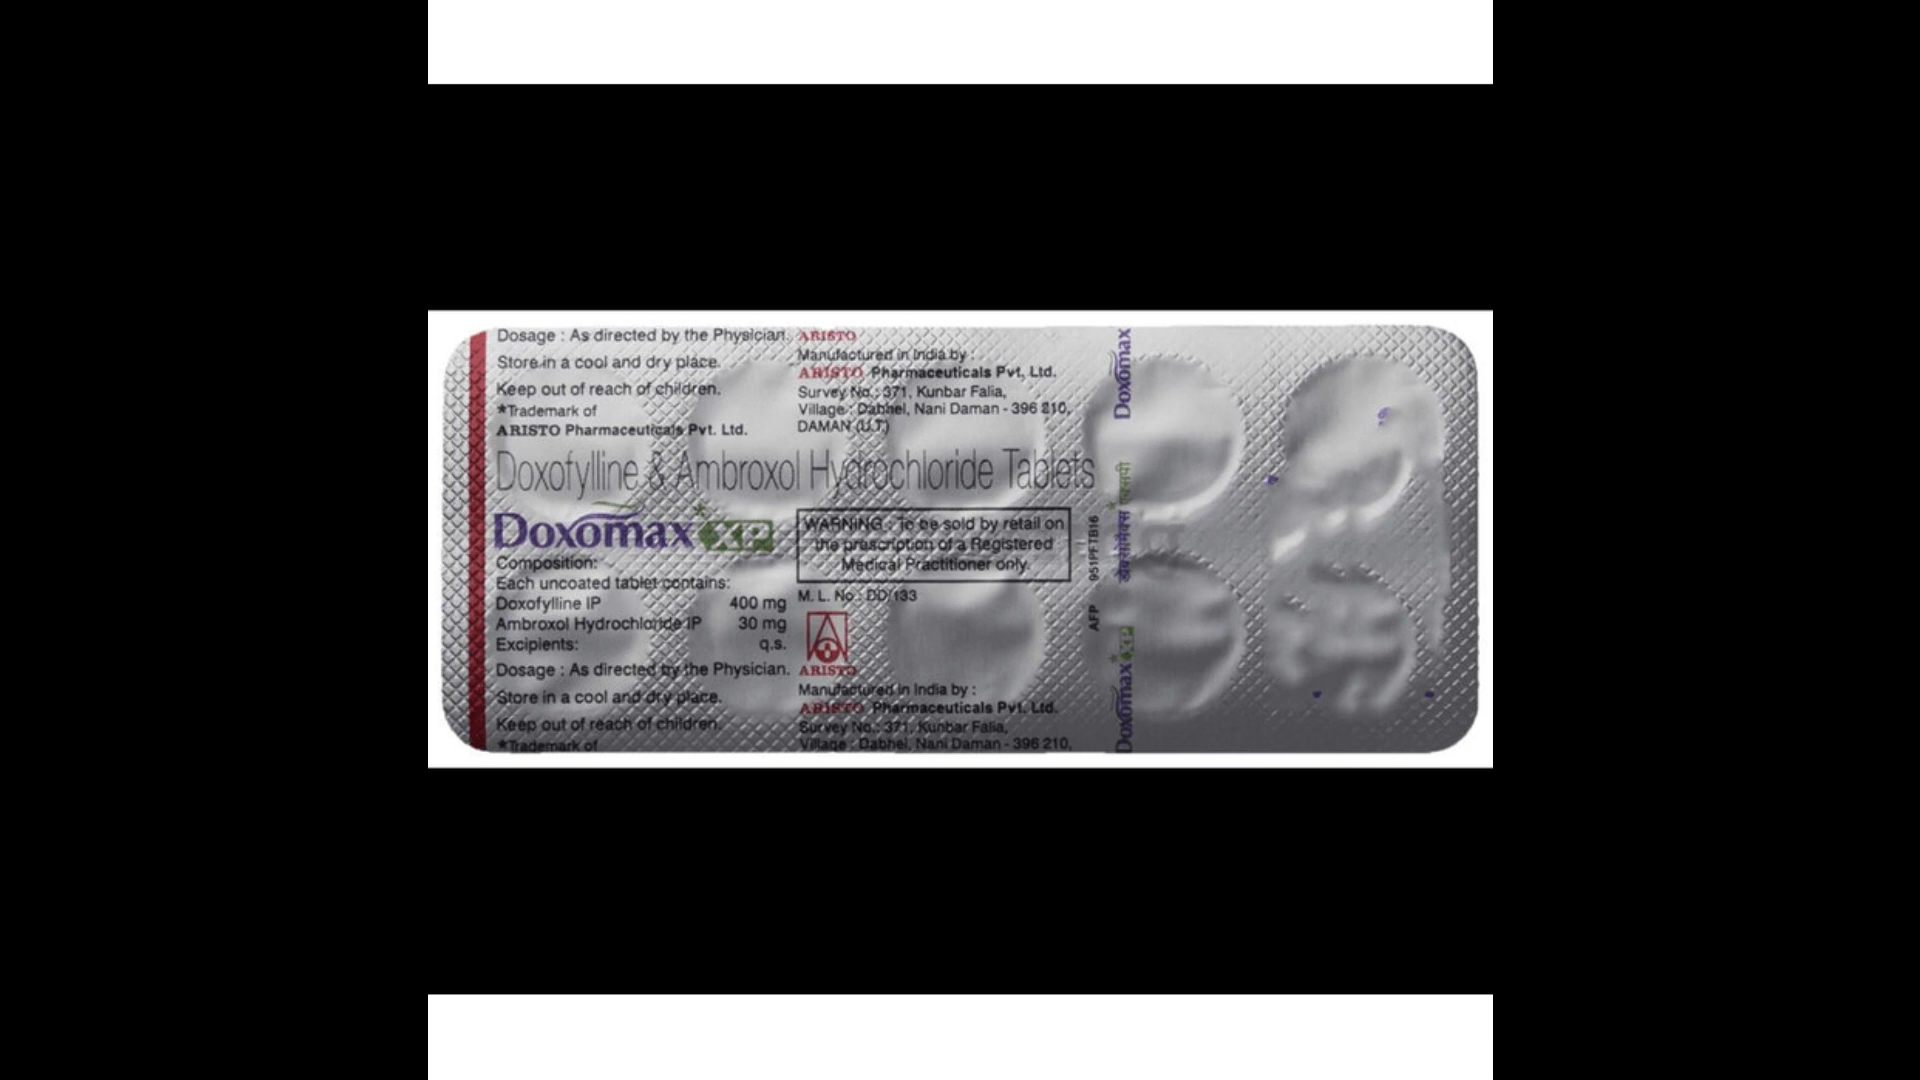 Dosage : As directed by the Physician.
Store in a cool and dry place.
Keep out of reach of children.
*Trademark of
ARISTO Pharmaceuticals Pvt. Ltd.
ARISTO
Manufactured in India by :
ARISTO Pharmaceuticals Pvt. Ltd.
Survey No.: 371, Kunbar Falia,
Village : Dabhel, Nani Daman - 396 210,
DAMAN (U.T.)
Doxofylline & Ambroxol Hydrochloride Tablets
Doxomax* XP
Composition:
Each uncoated tablet contains:
Doxofylline IP 400 mg
Ambroxol Hydrochloride IP 30 mg
Excipients: q.s.
WARNING : To be sold by retail on
the prescription of a Registered
Medical Practitioner only.
M. L. No.: DD/133
Dosage : As directed by the Physician.
Store in a cool and dry place.
Keep out of reach of children.
*Trademark of
ARISTO
Manufactured in India by :
ARISTO Pharmaceuticals Pvt. Ltd.
Survey No.: 371, Kunbar Falia,
Village : Dabhel, Nani Daman - 396 210,
AFP 951PFTB16
Doxomax
डॉक्सोमैक्स एक्सपी
Doxomax* XP